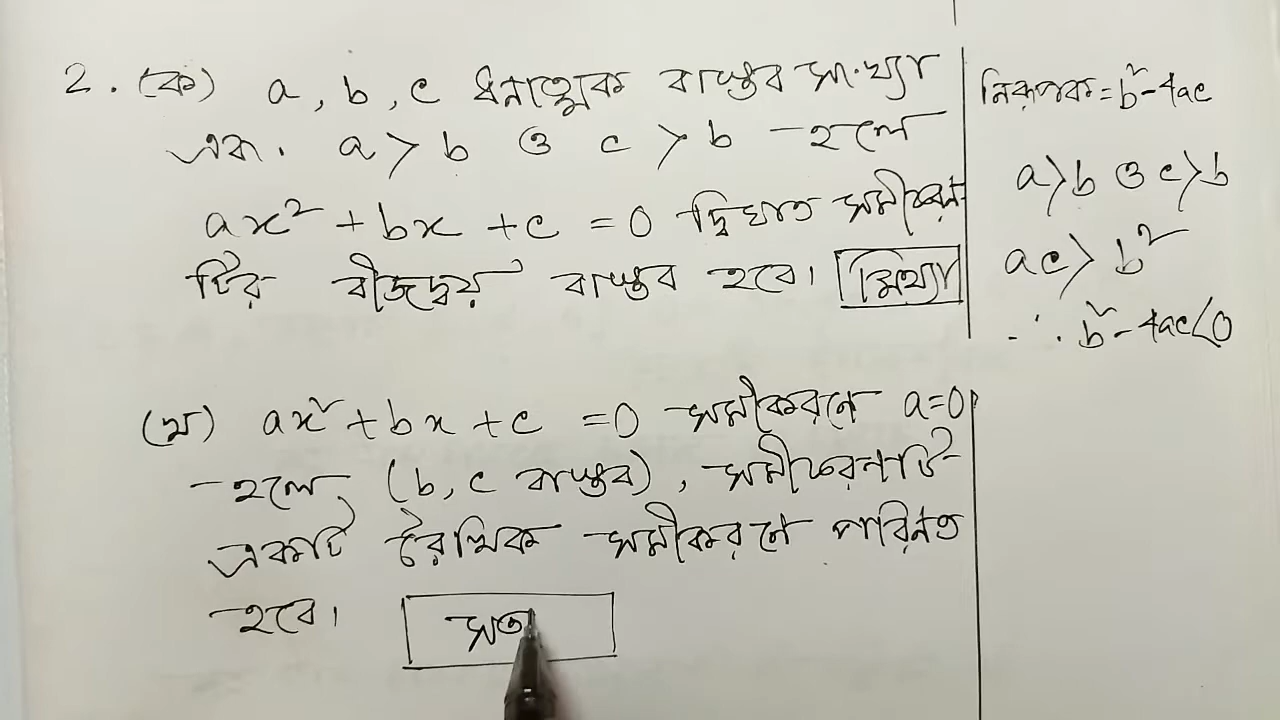 2. (ক) a, b, c ধনাত্মক বাস্তব সংখ্যা
এবং a > b ও c > b হলে
ax² + bx + c = 0 দ্বিঘাত সমীকরণ
টির বীজদ্বয় বাস্তব হবে। মিথ্যা
নিরূপক = b² - 4ac
a > b ও c > b
ac > b²
∴ b² - 4ac < 0
(খ) ax² + bx + c = 0 সমীকরণে a = 0
হলে (b, c বাস্তব), সমীকরণটি
একটি রৈখিক সমীকরণে পরিনত
হবে।